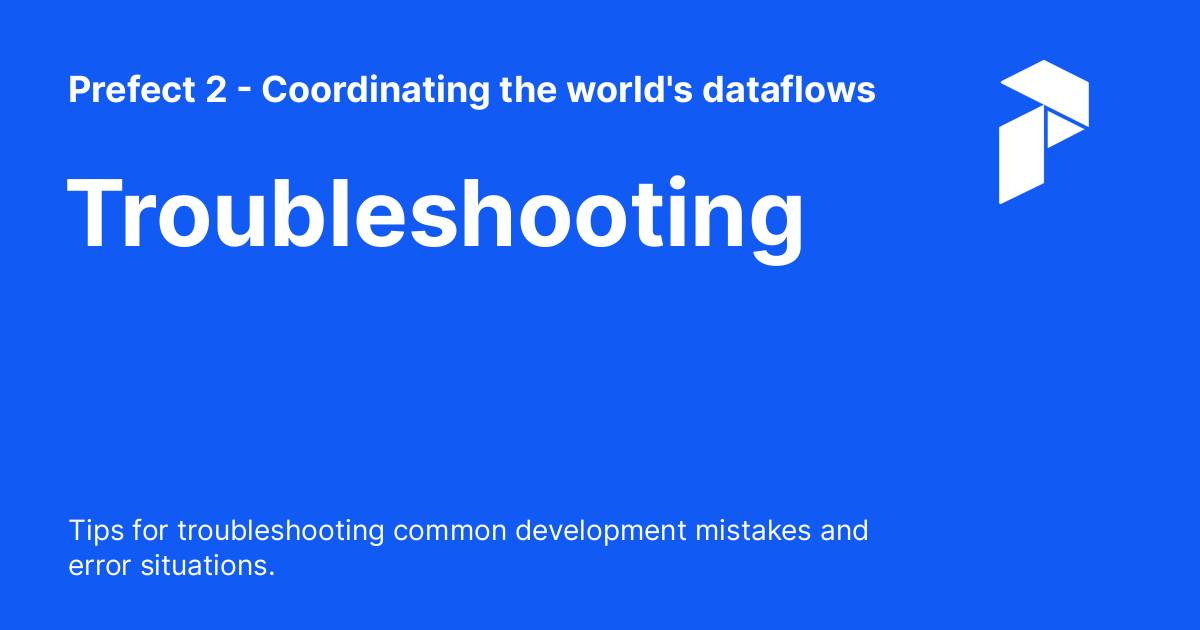 Prefect 2 - Coordinating the world's dataflows
Troubleshooting
Tips for troubleshooting common development mistakes and
error situations.